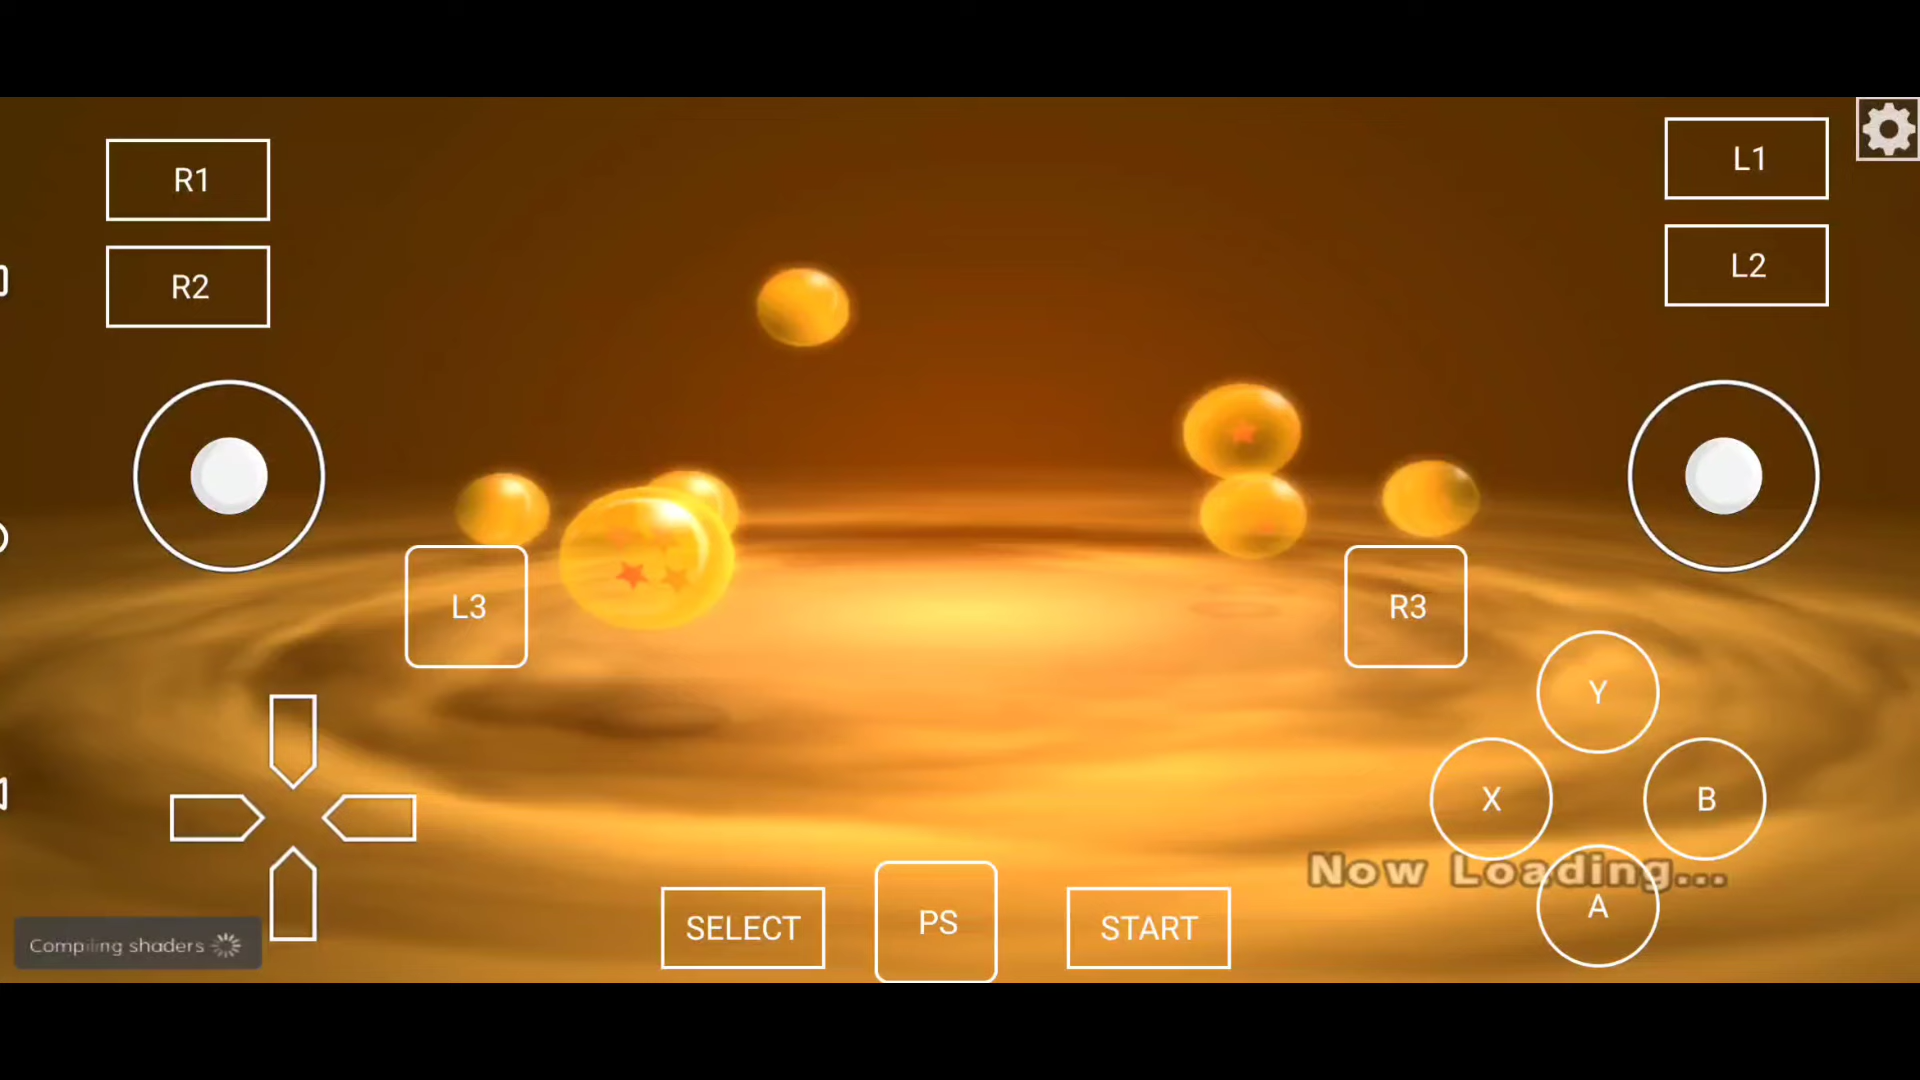 R1
L1
R2
L2
L3
R3
Y
X
B
Now Loading...
A
SELECT
PS
START
Compiling shaders